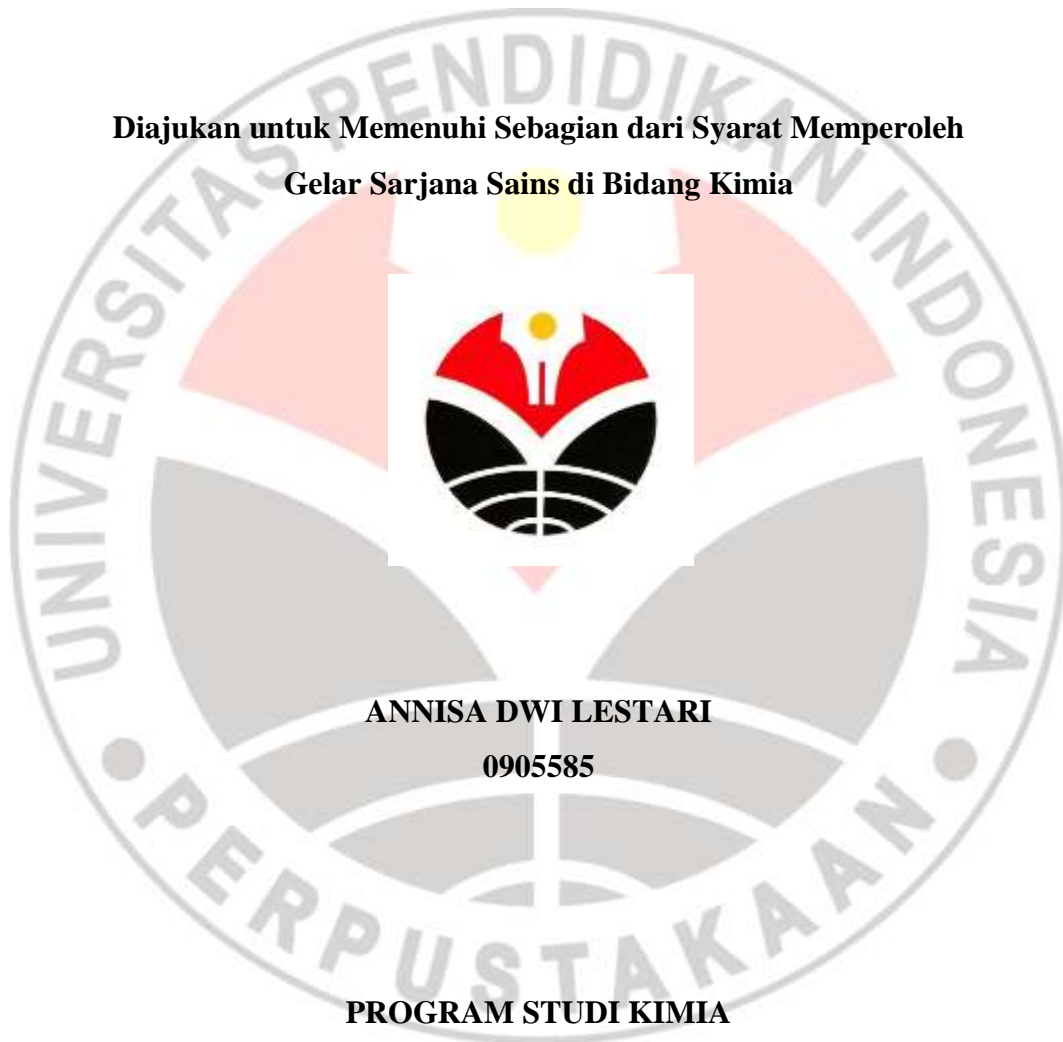 UNIVERSITAS PENDIDIKAN INDONESIA
Diajukan untuk Memenuhi Sebagian dari Syarat Memperoleh
Gelar Sarjana Sains di Bidang Kimia
ANNISA DWI LESTARI
0905585
PERPUSTAKAAN
PROGRAM STUDI KIMIA